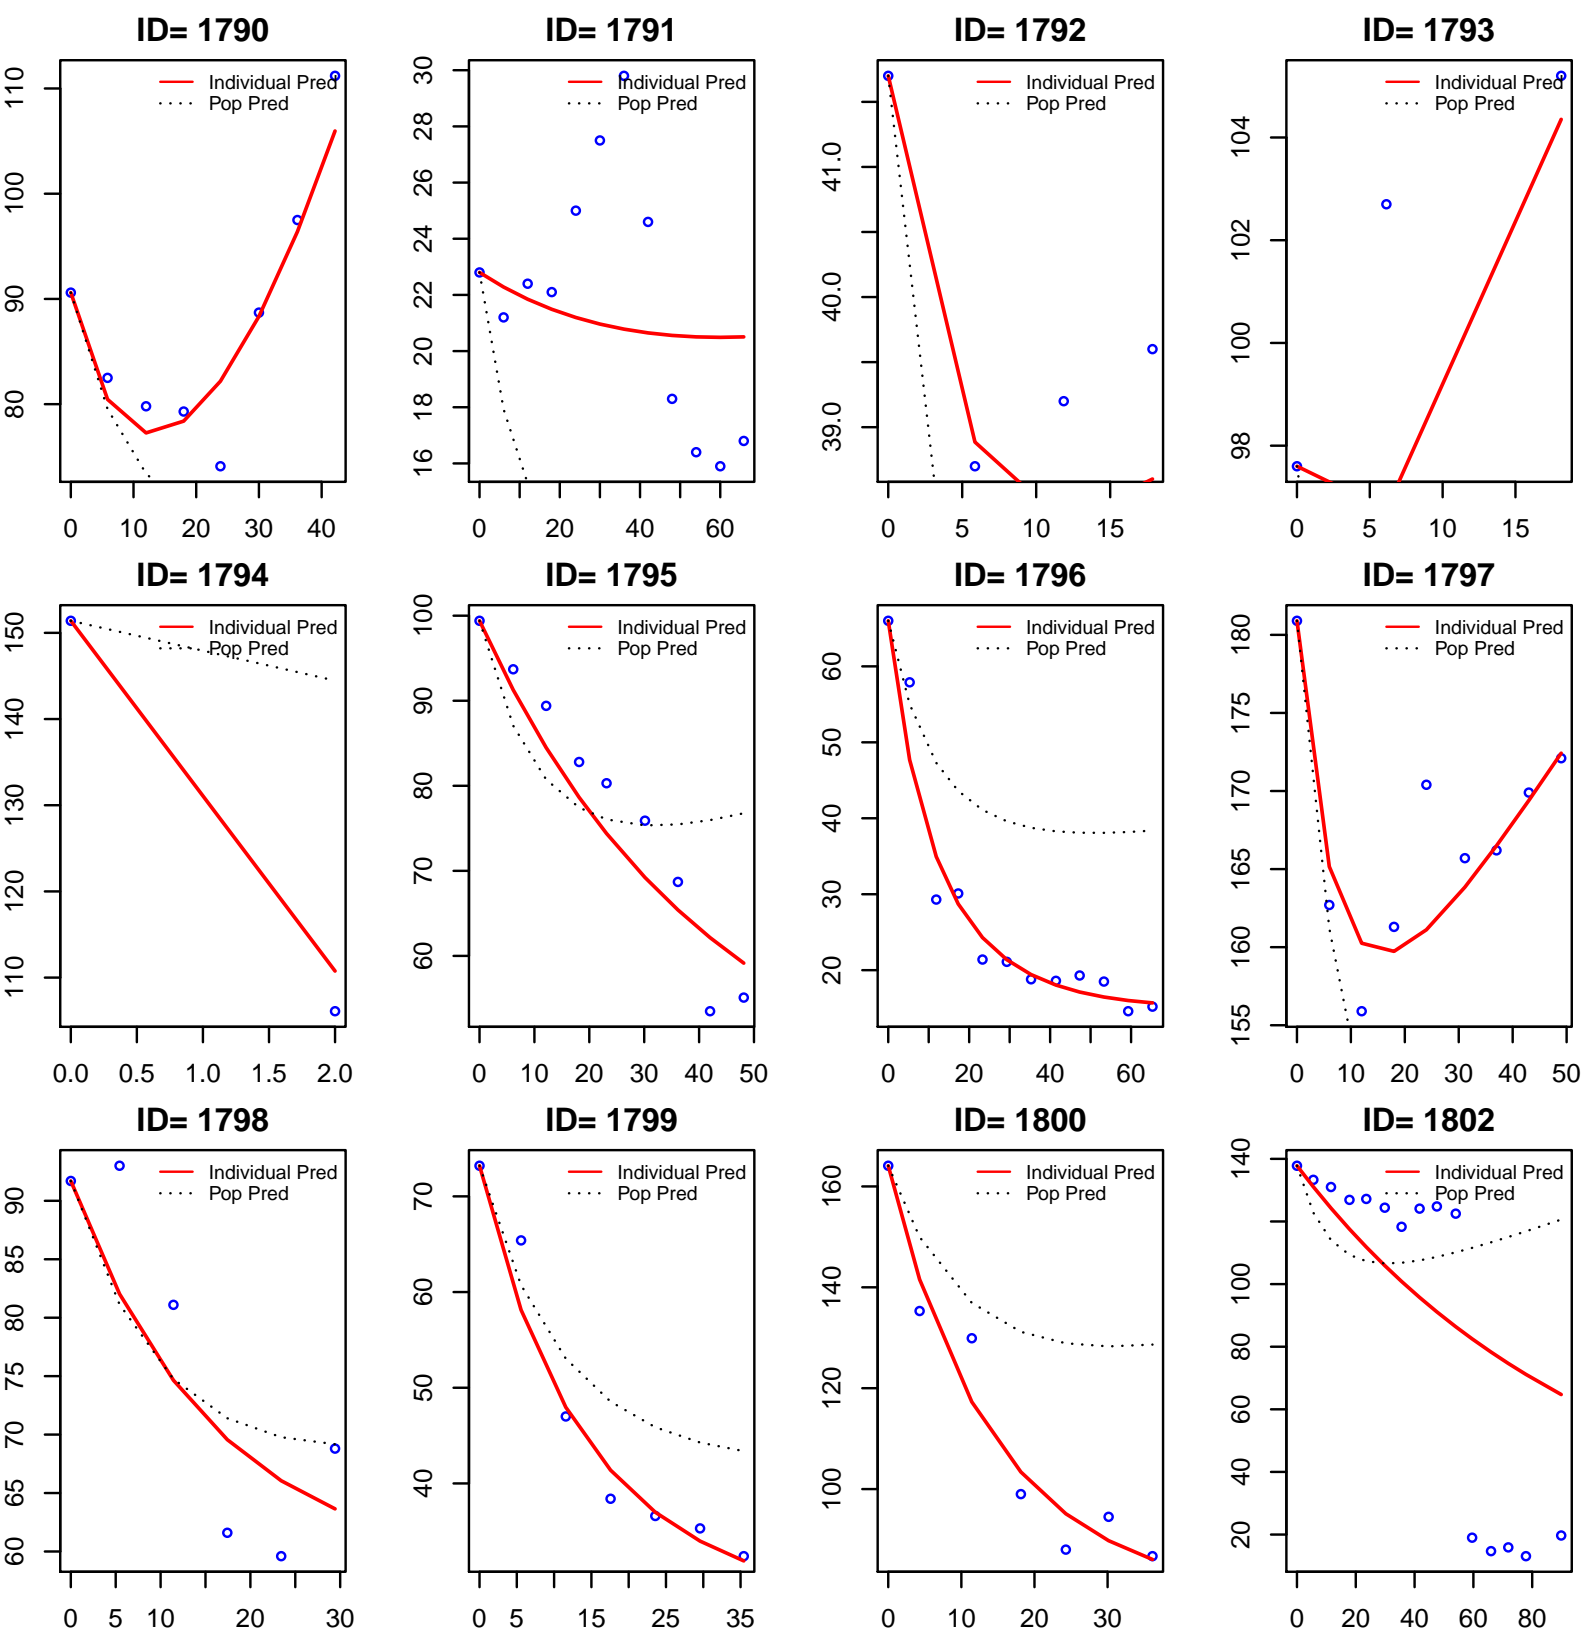 ID= 1790
ID= 1791
ID= 1792
ID= 1793
Individual Pred
Pop Pred
Individual Pred
Pop Pred
Individual Pred
Pop Pred
Individual Pred
Pop Pred
80 90 100 110
16 18 20 22 24 26 28 30
39.0 40.0 41.0
98 100 102 104
0 10 20 30 40
0 20 40 60
0 5 10 15
0 5 10 15
ID= 1794
ID= 1795
ID= 1796
ID= 1797
Individual Pred
Pop Pred
Individual Pred
Pop Pred
Individual Pred
Pop Pred
Individual Pred
Pop Pred
110 120 130 140 150
60 70 80 90 100
20 30 40 50 60
155 160 165 170 175 180
0.0 0.5 1.0 1.5 2.0
0 10 20 30 40 50
0 20 40 60
0 10 20 30 40 50
ID= 1798
ID= 1799
ID= 1800
ID= 1802
Individual Pred
Pop Pred
Individual Pred
Pop Pred
Individual Pred
Pop Pred
Individual Pred
Pop Pred
60 65 70 75 80 85 90
40 50 60 70
100 120 140 160
20 40 60 80 100 140
0 5 10 20 30
0 5 15 25 35
0 10 20 30
0 20 40 60 80